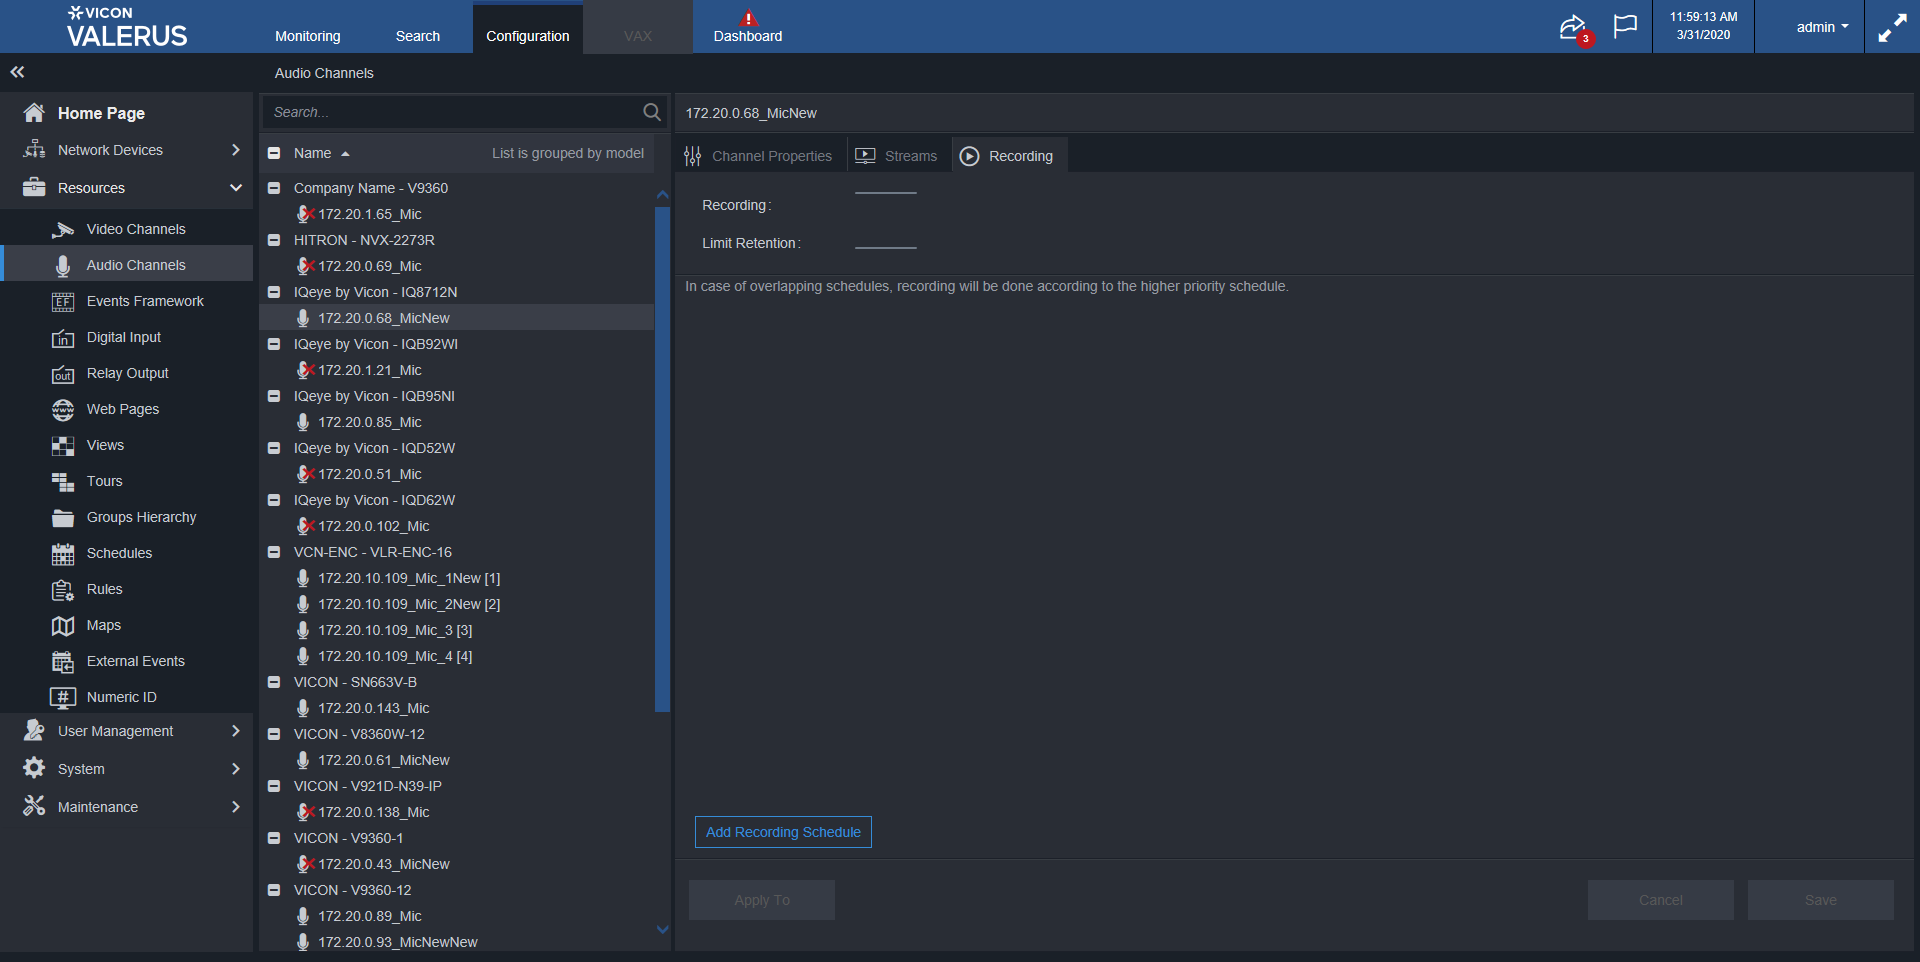 VICON
VALERUS
Monitoring
Search
Configuration
VAX
Dashboard
3
11:59:13 AM
3/31/2020
admin
Audio Channels
Home Page
Network Devices
Resources
Video Channels
Audio Channels
EF
Events Framework
in
Digital Input
out
Relay Output
www
Web Pages
Views
Tours
Groups Hierarchy
Schedules
Rules
Maps
External Events
#
Numeric ID
User Management
System
Maintenance
Search...
Name
List is grouped by model
Company Name - V9360
172.20.1.65_Mic
HITRON - NVX-2273R
172.20.0.69_Mic
IQeye by Vicon - IQ8712N
172.20.0.68_MicNew
IQeye by Vicon - IQB92WI
172.20.1.21_Mic
IQeye by Vicon - IQB95NI
172.20.0.85_Mic
IQeye by Vicon - IQD52W
172.20.0.51_Mic
IQeye by Vicon - IQD62W
172.20.0.102_Mic
VCN-ENC - VLR-ENC-16
172.20.10.109_Mic_1New [1]
172.20.10.109_Mic_2New [2]
172.20.10.109_Mic_3 [3]
172.20.10.109_Mic_4 [4]
VICON - SN663V-B
172.20.0.143_Mic
VICON - V8360W-12
172.20.0.61_MicNew
VICON - V921D-N39-IP
172.20.0.138_Mic
VICON - V9360-1
172.20.0.43_MicNew
VICON - V9360-12
172.20.0.89_Mic
172.20.0.93_MicNewNew
172.20.0.68_MicNew
Channel Properties
Streams
Recording
Recording:
Limit Retention:
In case of overlapping schedules, recording will be done according to the higher priority schedule.
Add Recording Schedule
Apply To
Cancel
Save